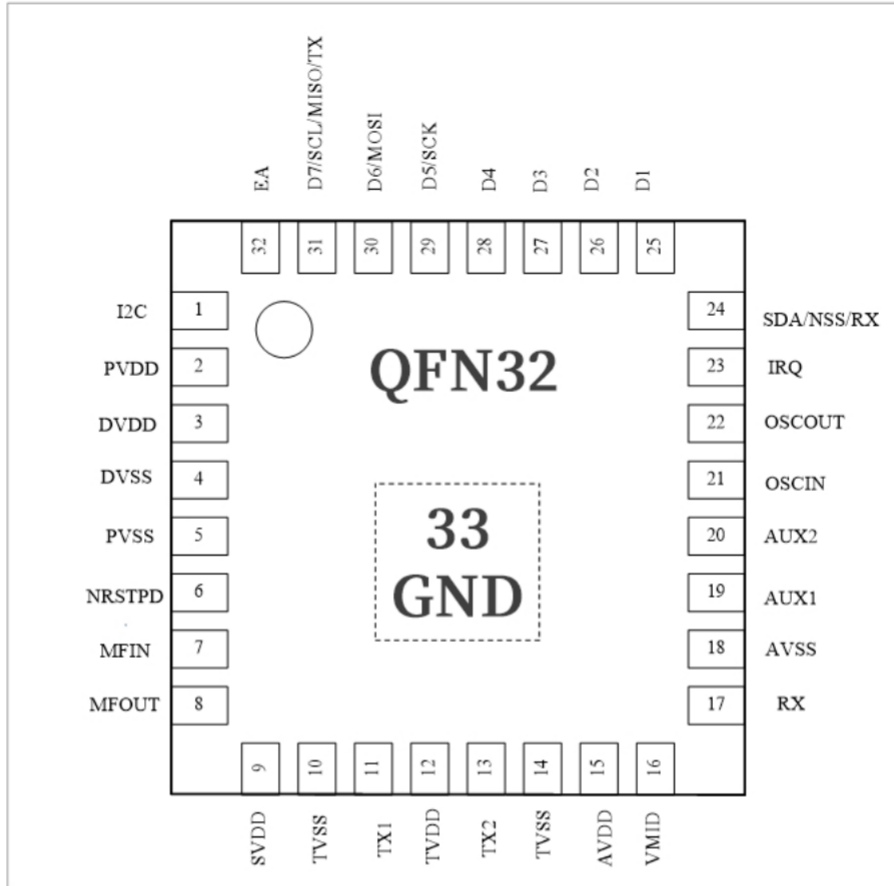 EA
D7/SCL/MISO/TX
D6/MOSI
D5/SCK
D4
D3
D2
D1
32
31
30
29
28
27
26
25
I2C 1
PVDD 2
DVDD 3
DVSS 4
PVSS 5
NRSTPD 6
MFIN 7
MFOUT 8
QFN32
33
GND
24 SDA/NSS/RX
23 IRQ
22 OSCOUT
21 OSCIN
20 AUX2
19 AUX1
18 AVSS
17 RX
9
10
11
12
13
14
15
16
SVDD
TVSS
TX1
TVDD
TX2
TVSS
AVDD
VMID